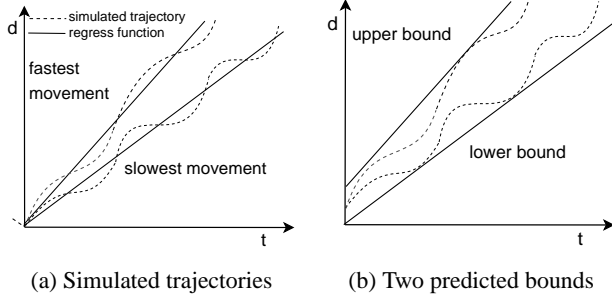 d
simulated trajectory
regress function
fastest
movement
slowest movement
t
(a) Simulated trajectories
d
upper bound
lower bound
t
(b) Two predicted bounds